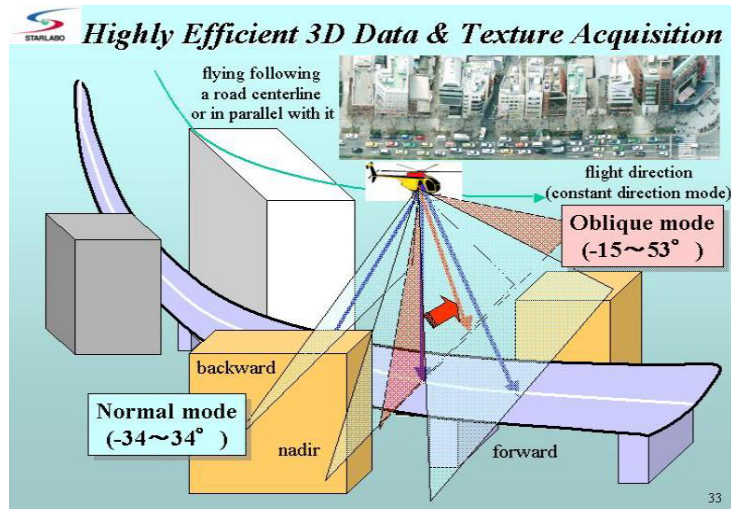 STARLABO
Highly Efficient 3D Data & Texture Acquisition
flying following
a road centerline
or in parallel with it
flight direction
(constant direction mode)
Oblique mode
(-15～53°)
backward
Normal mode
(-34～34°)
nadir
forward
33